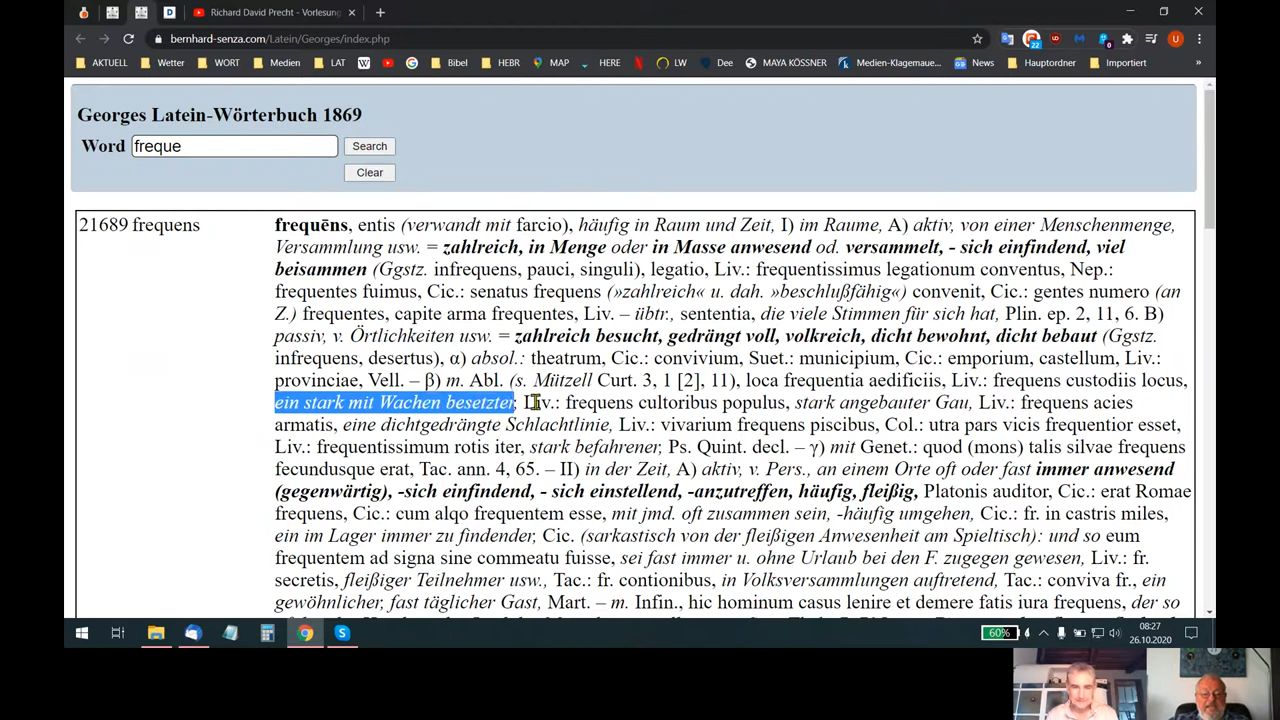 Richard David Precht - Vorlesun
bernhard-senza.com/Latein/Georges/index.php
22
0
U
AKTUELL Wetter WORT Medien LAT Google Bibel HEBR MAP HERE LW Dee MAYA KÖSSNER Medien-Klagemaue... News Hauptordner Importiert »
Georges Latein-Wörterbuch 1869
Word freque Search
Clear
21689 frequens frequēns, entis (verwandt mit farcio), häufig in Raum und Zeit, I) im Raume, A) aktiv, von einer Menschenmenge,
Versammlung usw. = zahlreich, in Menge oder in Masse anwesend od. versammelt, - sich einfindend, viel
beisammen (Ggstz. infrequens, pauci, singuli), legatio, Liv.: frequentissimus legationum conventus, Nep.:
frequentes fuimus, Cic.: senatus frequens (»zahlreich« u. dah. »beschlußfähig«) convenit, Cic.: gentes numero (an
Z.) frequentes, capite arma frequentes, Liv. – übtr., sententia, die viele Stimmen für sich hat, Plin. ep. 2, 11, 6. B)
passiv, v. Örtlichkeiten usw. = zahlreich besucht, gedrängt voll, volkreich, dicht bewohnt, dicht bebaut (Ggstz.
infrequens, desertus), α) absol.: theatrum, Cic.: convivium, Suet.: municipium, Cic.: emporium, castellum, Liv.:
provinciae, Vell. – β) m. Abl. (s. Mützell Curt. 3, 1 [2], 11), loca frequentia aedificiis, Liv.: frequens custodiis locus,
ein stark mit Wachen besetzter, Liv.: frequens cultoribus populus, stark angebauter Gau, Liv.: frequens acies
armatis, eine dichtgedrängte Schlachtlinie, Liv.: vivarium frequens piscibus, Col.: utra pars vicis frequentior esset,
Liv.: frequentissimum rotis iter, stark befahrener, Ps. Quint. decl. – γ) mit Genet.: quod (mons) talis silvae frequens
fecundusque erat, Tac. ann. 4, 65. – II) in der Zeit, A) aktiv, v. Pers., an einem Orte oft oder fast immer anwesend
(gegenwärtig), -sich einfindend, - sich einstellend, -anzutreffen, häufig, fleißig, Platonis auditor, Cic.: erat Romae
frequens, Cic.: cum alqo frequentem esse, mit jmd. oft zusammen sein, -häufig umgehen, Cic.: fr. in castris miles,
ein im Lager immer zu findender, Cic. (sarkastisch von der fleißigen Anwesenheit am Spieltisch): und so eum
frequentem ad signa sine commeatu fuisse, sei fast immer u. ohne Urlaub bei den F. zugegen gewesen, Liv.: fr.
secretis, fleißiger Teilnehmer usw., Tac.: fr. contionibus, in Volksversammlungen auftretend, Tac.: conviva fr., ein
gewöhnlicher, fast täglicher Gast, Mart. – m. Infin., hic hominum casus lenire et demere fatis iura frequens, der so
60% 08:27
26.10.2020